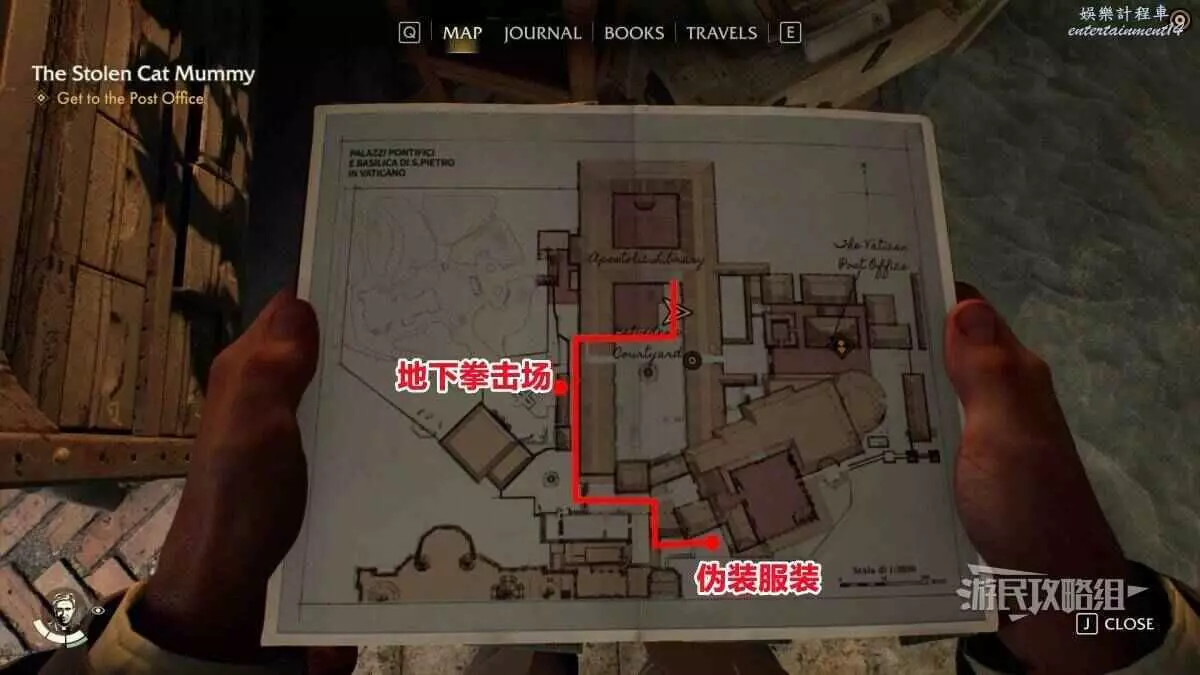 娛樂計程車
entertainment14
Q MAP JOURNAL BOOKS TRAVELS E
The Stolen Cat Mummy
Get to the Post Office
PALAZZI PONTIFICI
E BASILICA DI S.PIETRO
IN VATICANO
The Vatican
Post Office
Apostolic Library
Courtyard
地下拳击场
伪装服装
Scala di
游民攻略组
J CLOSE